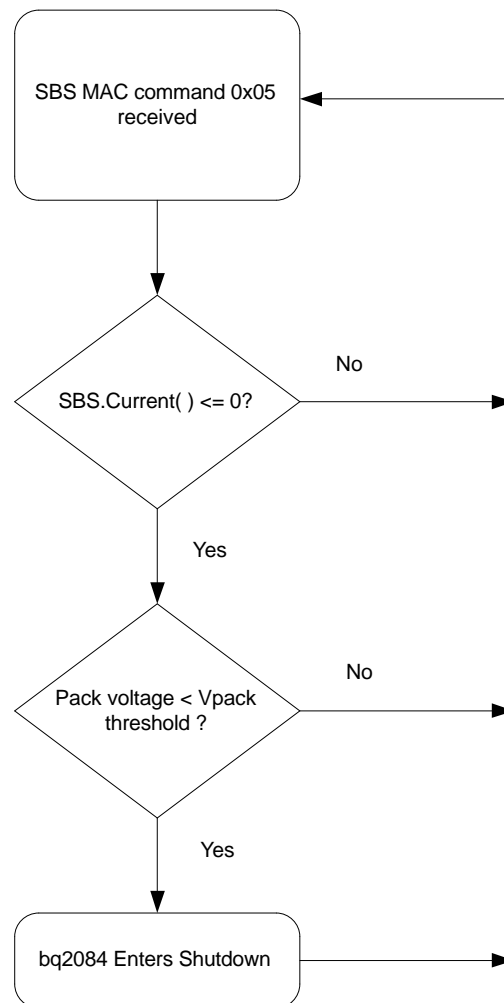 SBS MAC command 0x05
received
SBS.Current( ) <= 0?
No
Yes
Pack voltage < Vpack
threshold ?
No
Yes
bq2084 Enters Shutdown